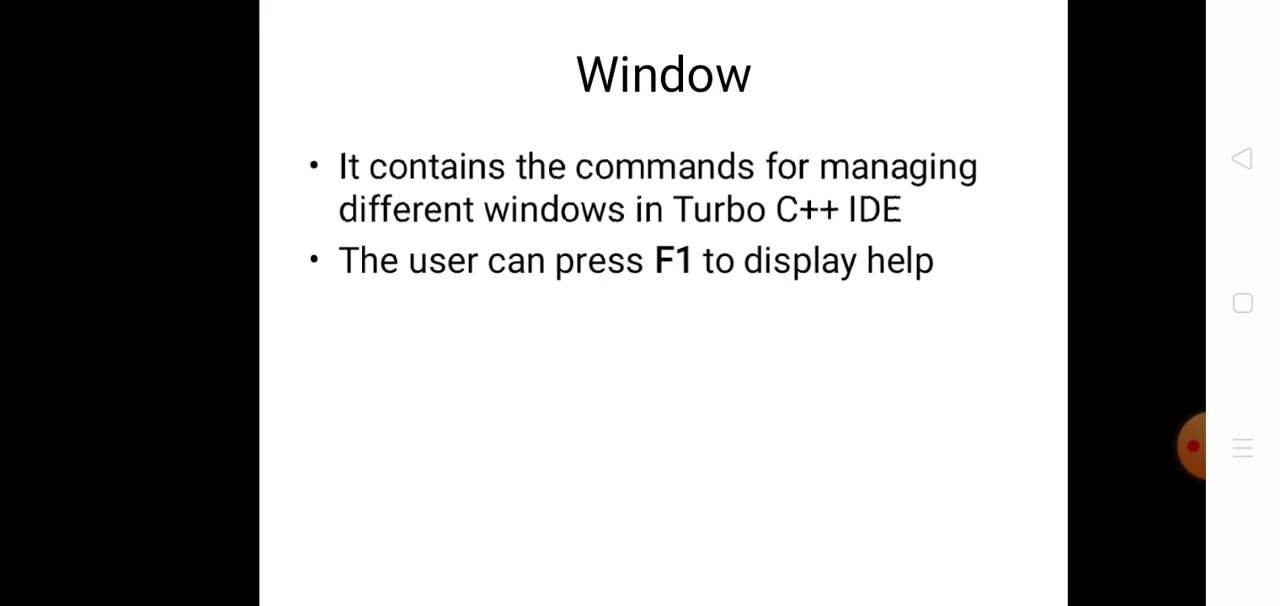 Window
• It contains the commands for managing
different windows in Turbo C++ IDE
• The user can press F1 to display help